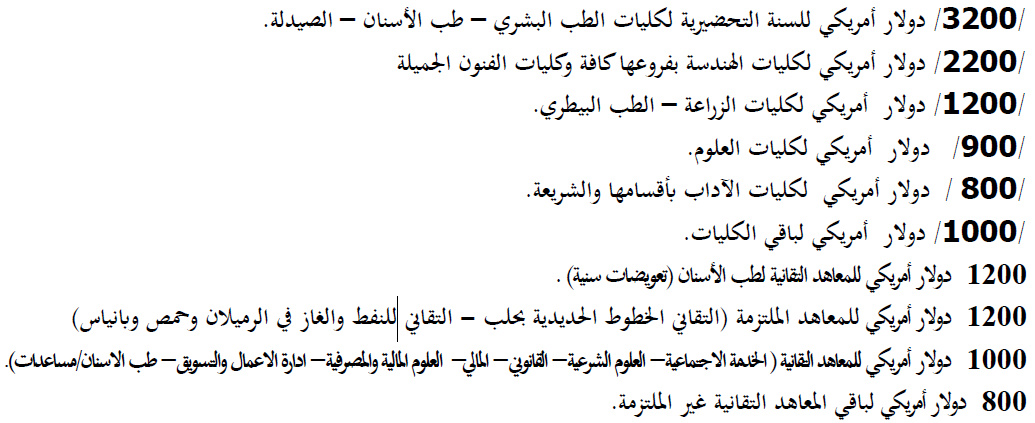 /3200/ دولار أمريكي للسنة التحضيرية لكليات الطب البشري – طب الأسنان – الصيدلة.
/2200/ دولار أمريكي لكليات الهندسة بفروعها كافة وكليات الفنون الجميلة
/1200/ دولار أمريكي لكليات الزراعة – الطب البيطري.
/900/ دولار أمريكي لكليات العلوم.
/800 / دولار أمريكي لكليات الآداب بأقسامها والشريعة.
/1000/ دولار أمريكي لباقي الكليات.
1200 دولار أمريكي للمعاهد التقانية لطب الأسنان (تعويضات سنية) .
1200 دولار أمريكي للمعاهد الملتزمة (التقاني الخطوط الحديدية بحلب – التقاني للنفط والغاز في الرميلان وحمص وبانياس)
1000 دولار أمريكي للمعاهد التقانية ( الخدمة الاجتماعية– العلوم الشرعية– القانوني– المالي– العلوم المالية والمصرفية– ادارة الاعمال والتسويق– طب الاسنان/مساعدات).
800 دولار أمريكي لباقي المعاهد التقانية غير الملتزمة.